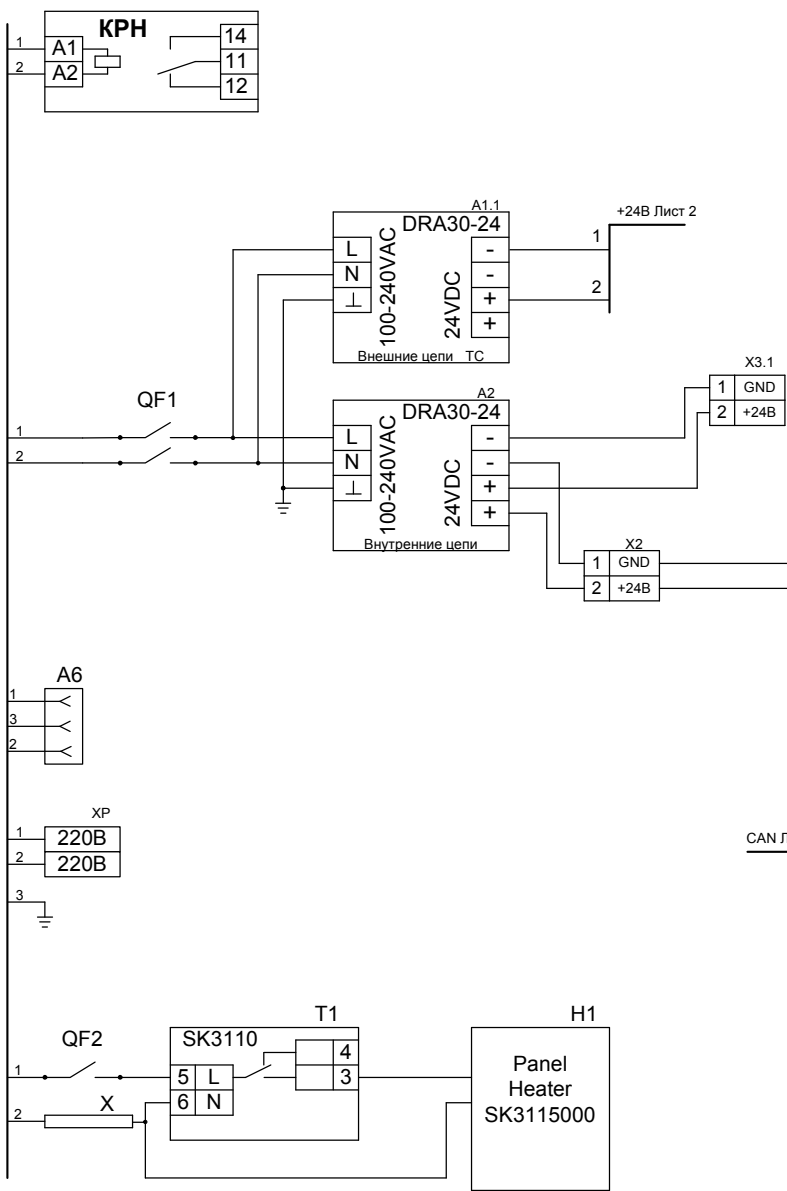 КРН
1 A1 14
2 A2 11
12
A1.1
DRA30-24
+24В Лист 2
L - 1
N -
⊥ + 2
+
100-240VAC
24VDC
Внешние цепи ТС
QF1
1
2
A2
DRA30-24
L -
N -
⊥ +
+
100-240VAC
24VDC
Внутренние цепи
X3.1
1 GND
2 +24В
X2
1 GND
2 +24В
A6
1
3
2
XP
1 220В
2 220В
3
CAN Л
T1
H1
QF2
SK3110
4
1 5 L 3
6 N
2 X
Panel
Heater
SK3115000